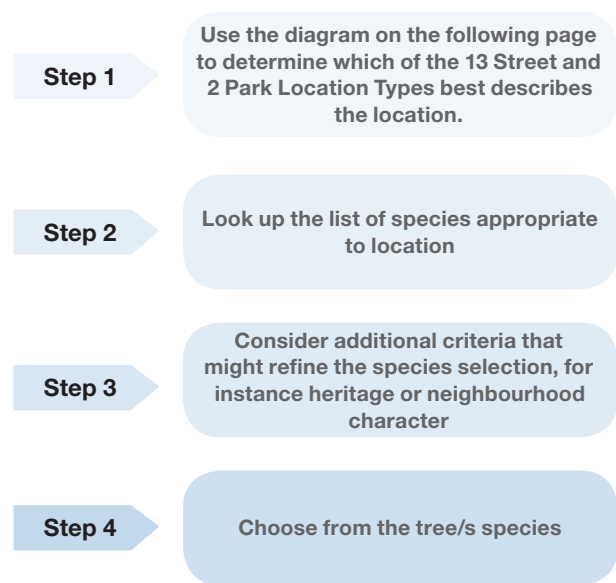 Step 1
Use the diagram on the following page
to determine which of the 13 Street and
2 Park Location Types best describes
the location.
Step 2
Look up the list of species appropriate
to location
Step 3
Consider additional criteria that
might refine the species selection, for
instance heritage or neighbourhood
character
Step 4
Choose from the tree/s species